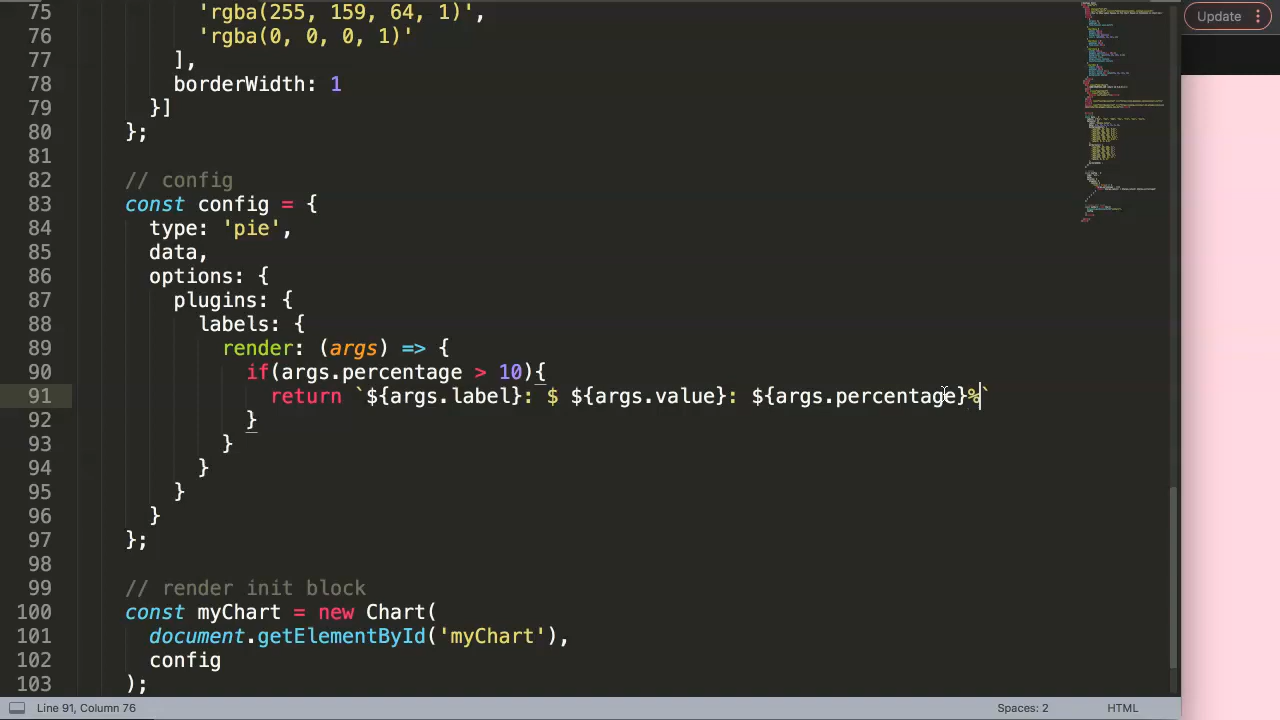 Update
75 'rgba(255, 159, 64, 1)',
76 'rgba(0, 0, 0, 1)'
77 ],
78 borderWidth: 1
79 }]
80 };
81
82 // config
83 const config = {
84 type: 'pie',
85 data,
86 options: {
87 plugins: {
88 labels: {
89 render: (args) => {
90 if(args.percentage > 10){
91 return `${args.label}: $ ${args.value}: ${args.percentage}%`
92 }
93 }
94 }
95 }
96 }
97 };
98
99 // render init block
100 const myChart = new Chart(
101 document.getElementById('myChart'),
102 config
103 );
Line 91, Column 76 Spaces: 2 HTML